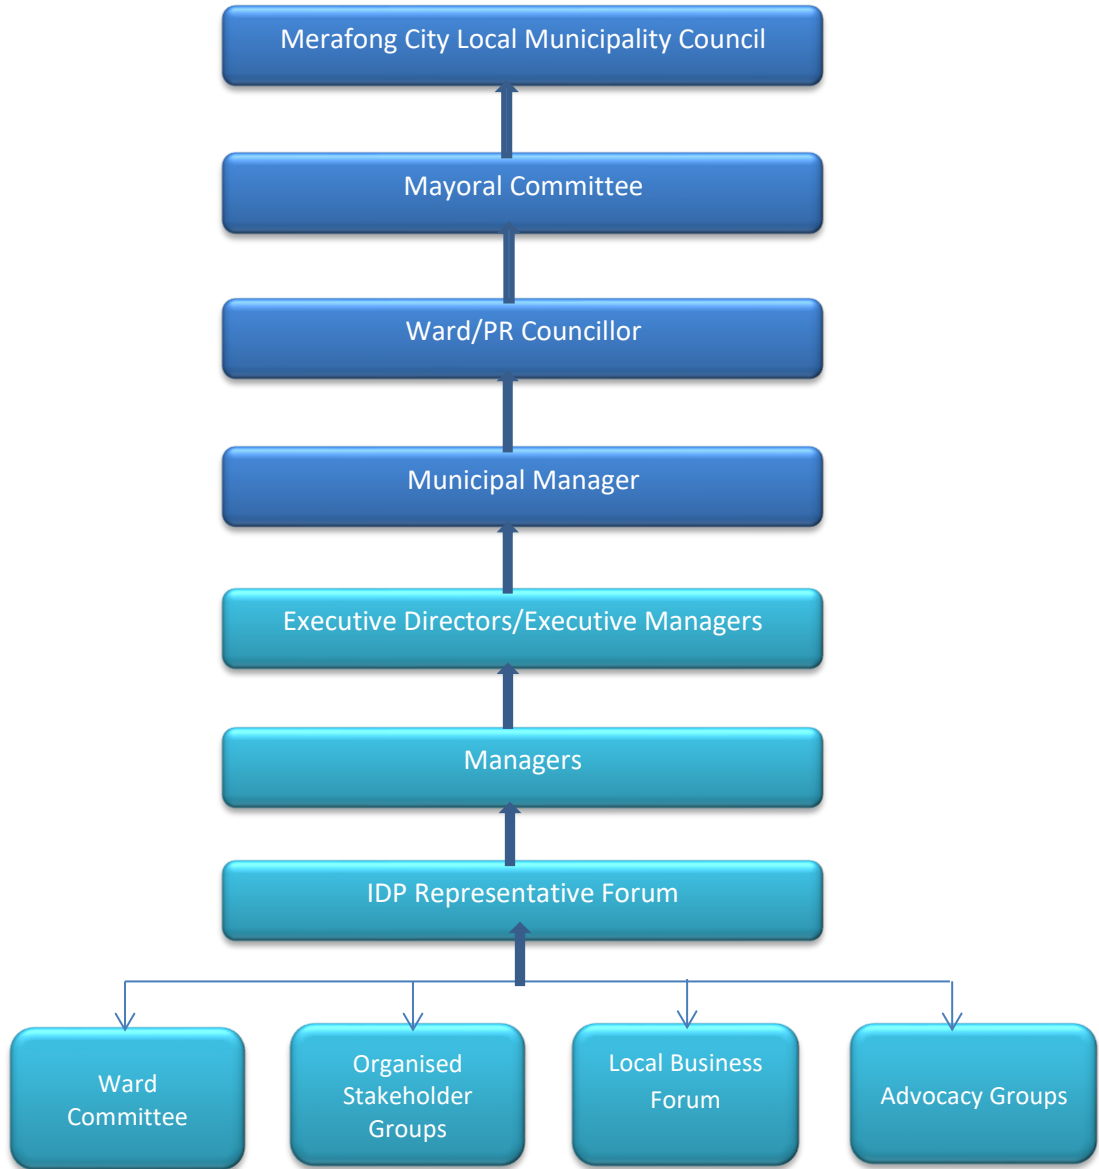 Merafong City Local Municipality Council
Mayoral Committee
Ward/PR Councillor
Municipal Manager
Executive Directors/Executive Managers
Managers
IDP Representative Forum
Ward
Committee
Organised
Stakeholder
Groups
Local Business
Forum
Advocacy Groups